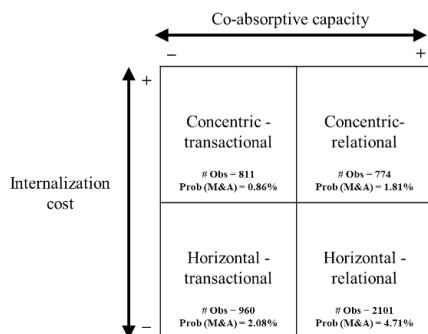 Co-absorptive capacity
− +
+
Concentric -
transactional
# Obs = 811
Prob (M&A) = 0.86%
Concentric-
relational
# Obs = 774
Prob (M&A) = 1.81%
Internalization
cost
Horizontal -
transactional
# Obs = 960
Prob (M&A) = 2.08%
Horizontal -
relational
# Obs = 2101
Prob (M&A) = 4.71%
−